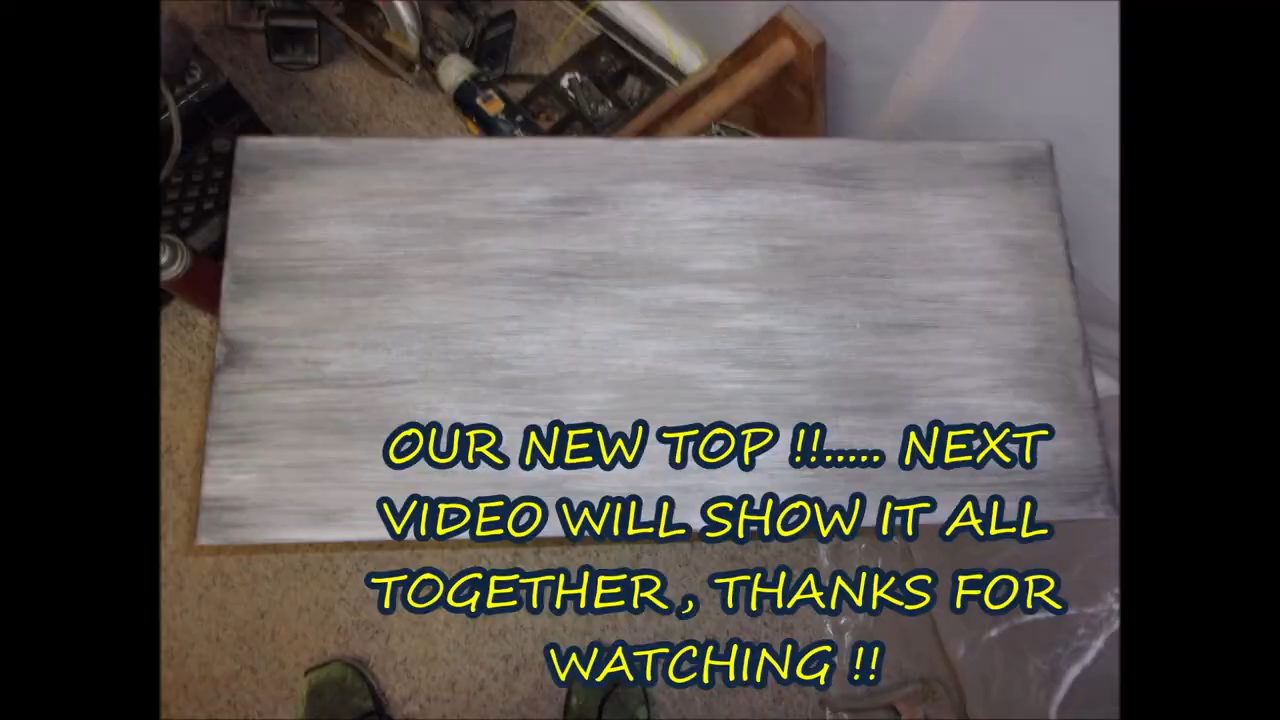 OUR NEW TOP !!..... NEXT
VIDEO WILL SHOW IT ALL
TOGETHER , THANKS FOR
WATCHING !!